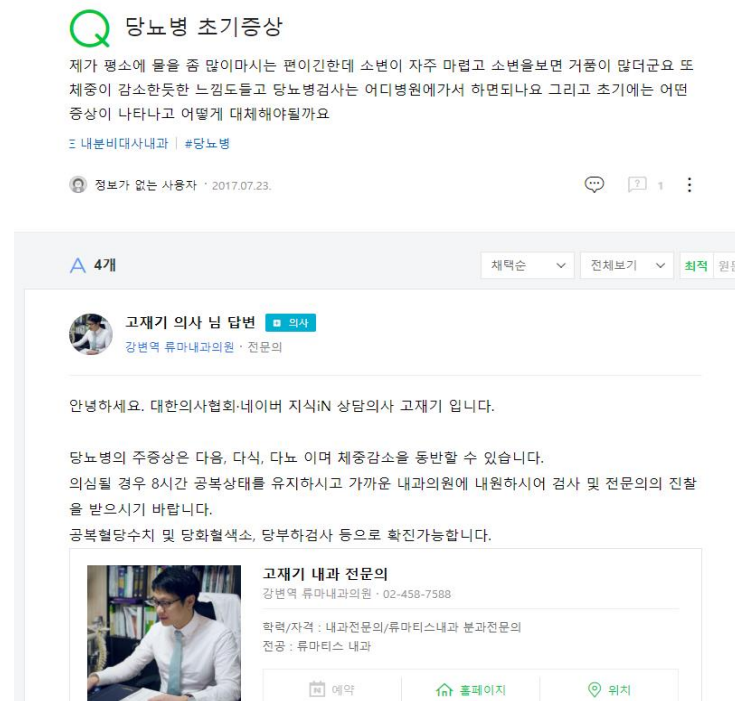 당뇨병 초기증상
제가 평소에 물을 좀 많이마시는 편이긴한데 소변이 자주 마렵고 소변을보면 거품이 많더군요 또
체중이 감소한듯한 느낌도들고 당뇨병검사는 어디병원에가서 하면되나요 그리고 초기에는 어떤
증상이 나타나고 어떻게 대체해야될까요
내분비대사내과 #당뇨병
정보가 없는 사용자 · 2017.07.23.
1
A 4개
채택순 전체보기 최적
고재기 의사 님 답변 의사
강변역 류마내과의원 · 전문의
안녕하세요. 대한의사협회·네이버 지식iN 상담의사 고재기 입니다.
당뇨병의 주증상은 다음, 다식, 다뇨 이며 체중감소을 동반할 수 있습니다.
의심될 경우 8시간 공복상태를 유지하시고 가까운 내과의원에 내원하시어 검사 및 전문의의 진찰
을 받으시기 바랍니다.
공복혈당수치 및 당화혈색소, 당부하검사 등으로 확진가능합니다.
고재기 내과 전문의
강변역 류마내과의원 · 02-458-7588
학력/자격 : 내과전문의/류마티스내과 분과전문의
전공 : 류마티스 내과
N 예약 홈페이지 위치